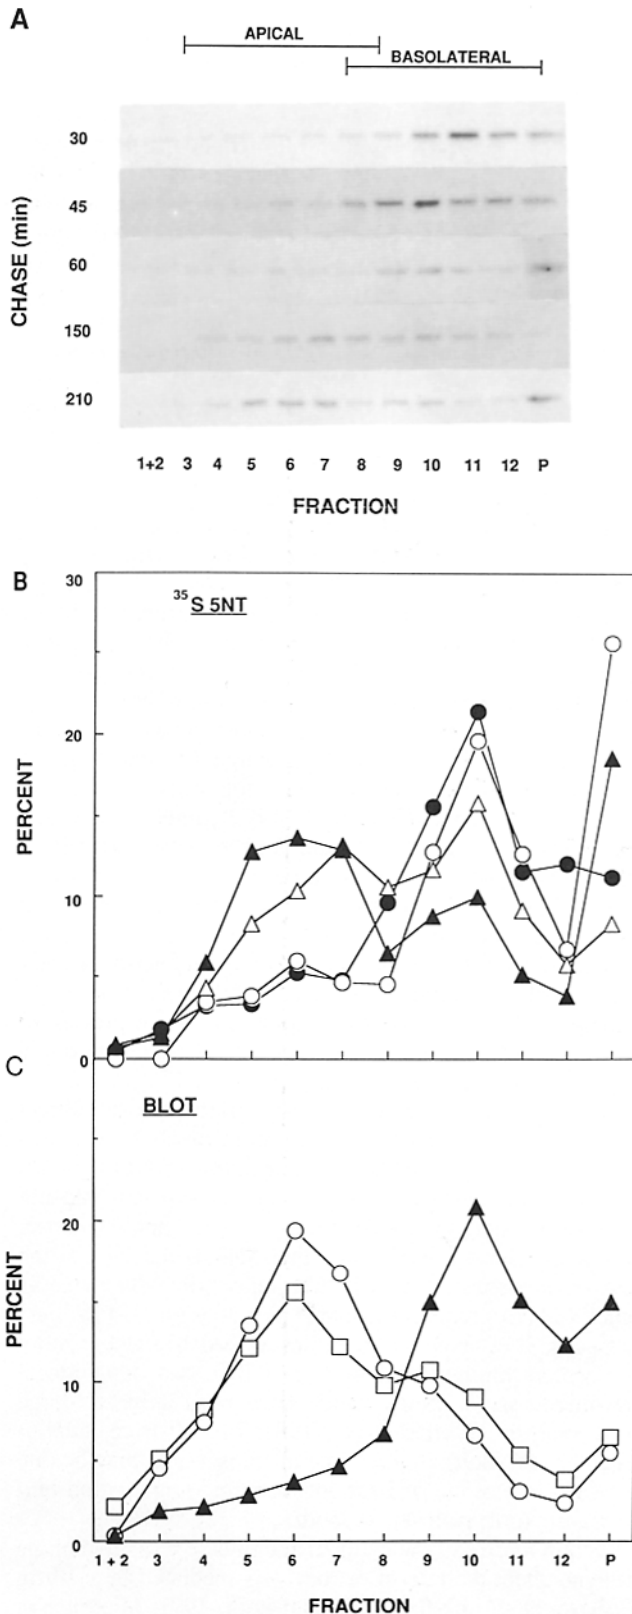 A
APICAL
BASOLATERAL
CHASE (min)
30
45
60
150
210
1+2 3 4 5 6 7 8 9 10 11 12 P
FRACTION
B
35S 5NT
PERCENT
30
20
10
0
C
BLOT
PERCENT
20
10
0
1 + 2 3 4 5 6 7 8 9 10 11 12 P
FRACTION